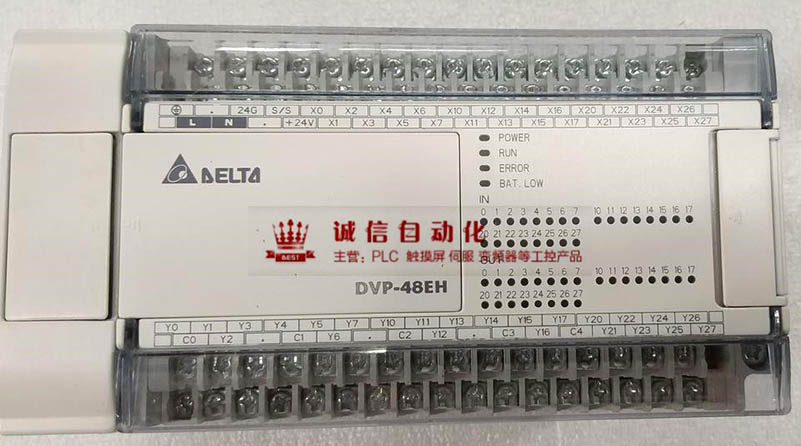 ⏚ . 24G S/S X0 X2 X4 X6 X10 X12 X14 X16 X20 X22 X24 X26 .
L N . +24V X1 X3 X5 X7 X11 X13 X15 X17 X21 X23 X25 X27
POWER
RUN
ERROR
BAT. LOW
DELTA
IN
0 1 2 3 4 5 6 7 10 11 12 13 14 15 16 17
20 21 22 23 24 25 26 27
OUT
0 1 2 3 4 5 6 7 10 11 12 13 14 15 16 17
20 21 22 23 24 25 26 27
BEST
诚信自动化
主营: PLC 触摸屏 伺服 变频器等工控产品
DVP-48EH
Y0 Y1 Y3 Y4 Y5 Y7 Y10 Y11 Y13 Y14 Y15 Y17 Y20 Y22 Y24 Y26
C0 Y2 . C1 Y6 . C2 Y12 . C3 Y16 C4 Y21 Y23 Y25 Y27